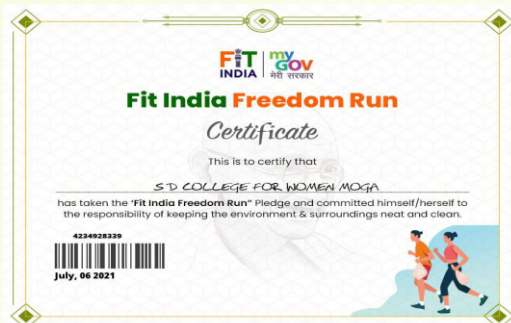 FIT my
INDIA GOV
मेरी सरकार
Fit India Freedom Run
Certificate
This is to certify that
S D COLLEGE FOR WOMEN MOGA
has taken the 'Fit India Freedom Run" Pledge and committed himself/herself to
the responsibility of keeping the environment & surroundings neat and clean.
4234928339
July, 06 2021